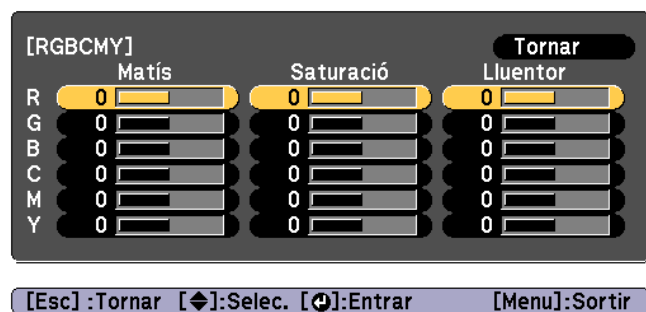 [RGBCMY] Tornar
Matís Saturació Lluentor
R 0 0 0
G 0 0 0
B 0 0 0
C 0 0 0
M 0 0 0
Y 0 0 0
[Esc] :Tornar [◆]:Selec. [⏎]:Entrar [Menu]:Sortir